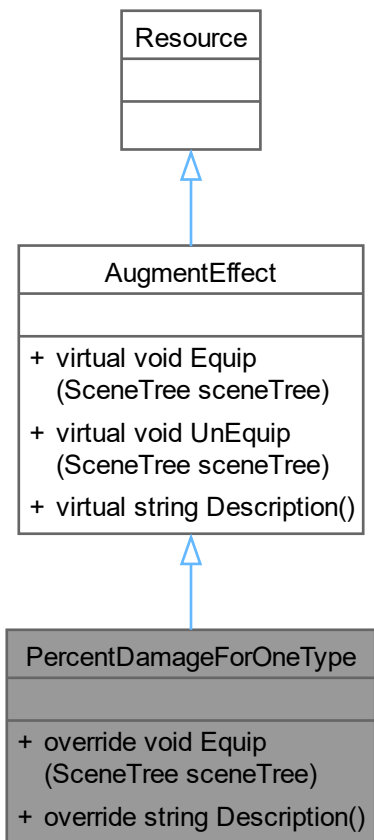 Resource
AugmentEffect
+ virtual void Equip
(SceneTree sceneTree)
+ virtual void UnEquip
(SceneTree sceneTree)
+ virtual string Description()
PercentDamageForOneType
+ override void Equip
(SceneTree sceneTree)
+ override string Description()